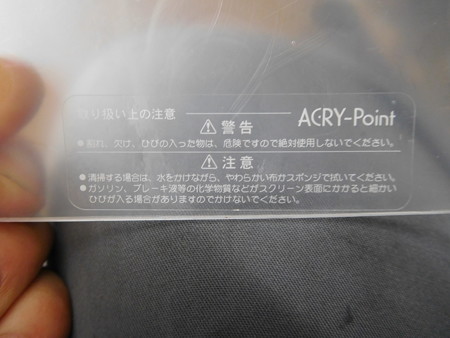 取り扱い上の注意
ACRY-Point
⚠警告
●割れ、欠け、ひびの入った物は、危険ですので絶対使用しないでください。
⚠注意
●清掃する場合は、水をかけながら、やわらかい布かスポンジで拭いてください。
●ガソリン、ブレーキ液等の化学物質などがスクリーン表面にかかると細かい
ひびが入る場合がありますのでかけないでください。